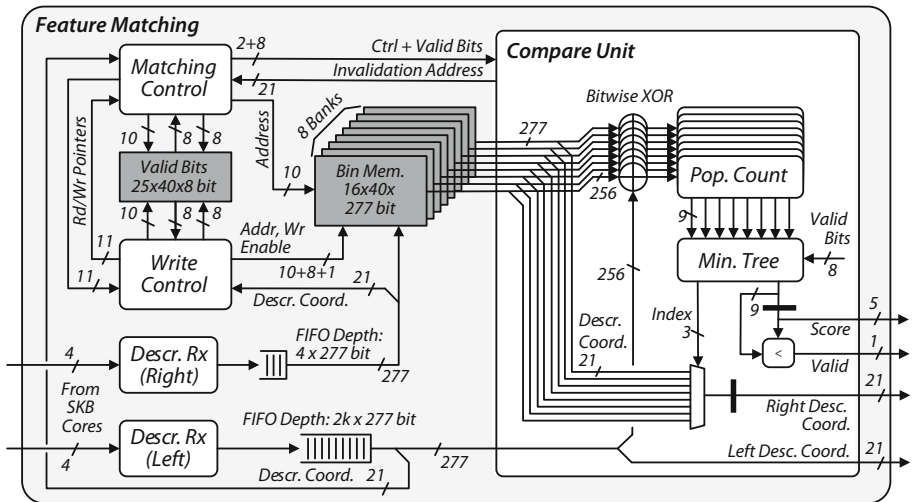 Feature Matching
2+8
Ctrl + Valid Bits
Compare Unit
Matching
Control
Invalidation Address
21
Bitwise XOR
8 Banks
277
10
8
8
Address
Rd/Wr Pointers
Valid Bits
25x40x8 bit
10
Bin Mem.
16x40x
277 bit
256
Pop. Count
10
8
8
9
Valid
Bits
11
Addr, Wr
Enable
Write
Control
10+8+1
21
256
Min. Tree
8
11
Descr. Coord.
9
5
Index
3
Score
FIFO Depth:
4 x 277 bit
Descr.
Coord.
21
<
1
Valid
4
Descr. Rx
(Right)
277
21
From
SKB
Cores
Right Desc.
Coord.
FIFO Depth: 2k x 277 bit
4
Descr. Rx
(Left)
277
Left Desc. Coord.
21
Descr. Coord.
21